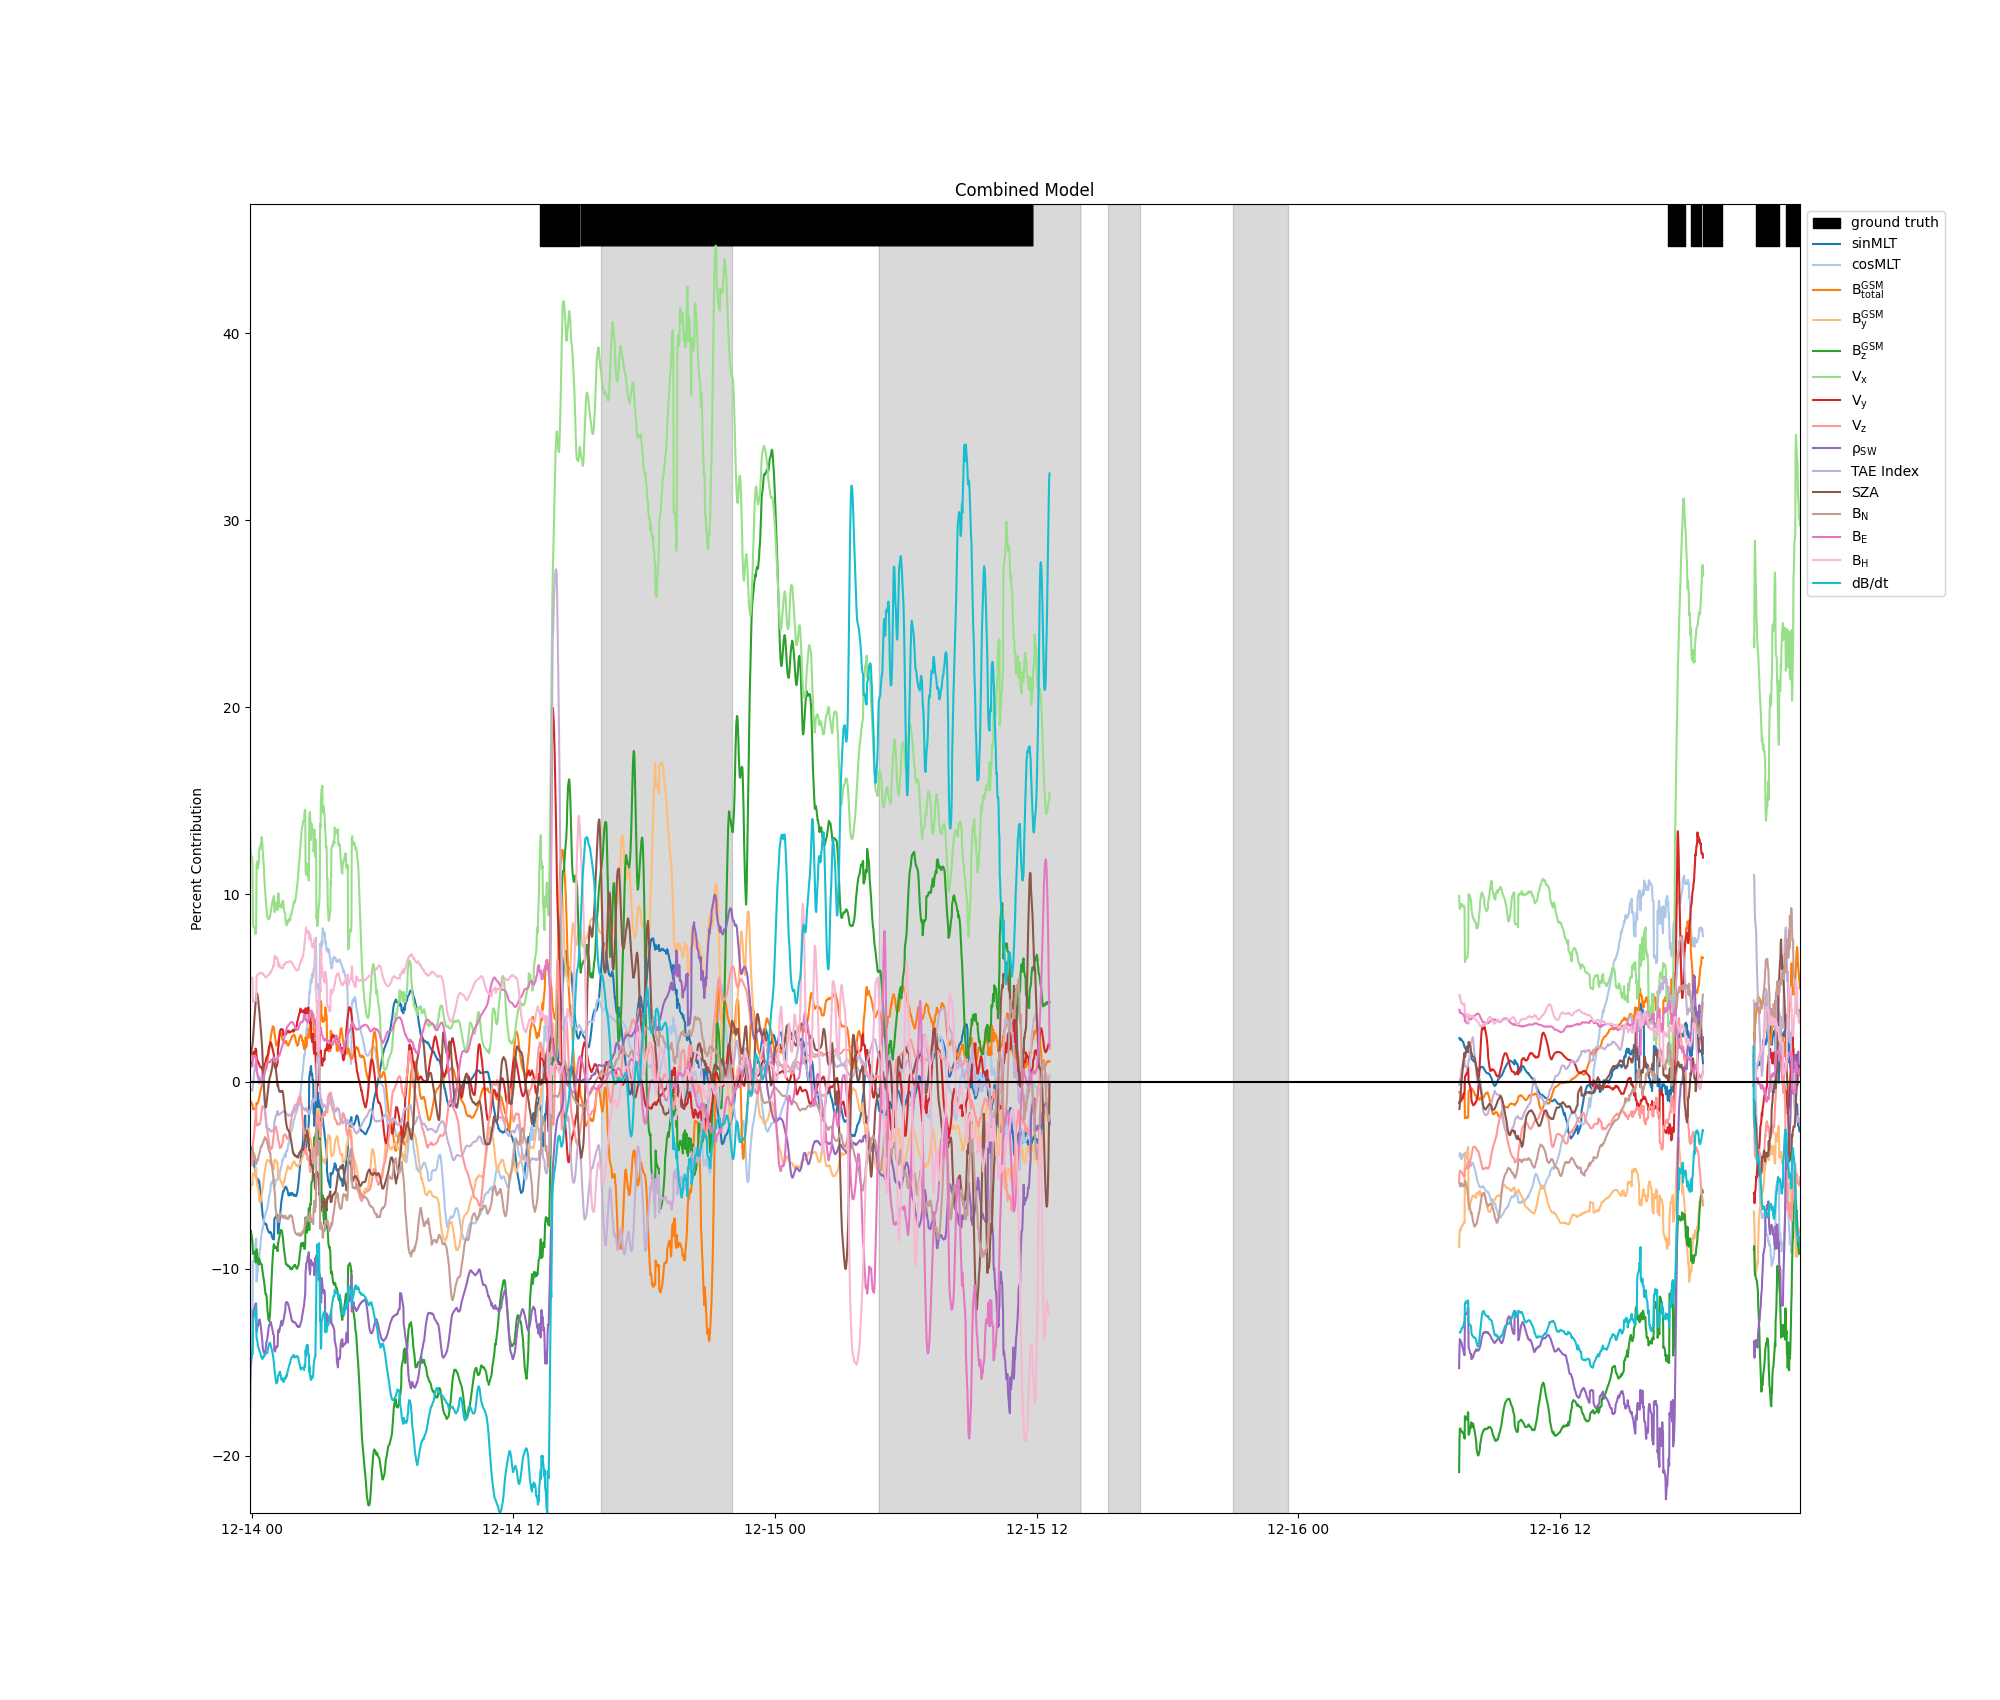 Combined Model
Percent Contribution
40
30
20
10
0
−10
−20
12-14 00
12-14 12
12-15 00
12-15 12
12-16 00
12-16 12
ground truth
sinMLT
cosMLT
B_total^GSM
B_y^GSM
B_z^GSM
V_x
V_y
V_z
ρ_SW
TAE Index
SZA
B_N
B_E
B_H
dB/dt